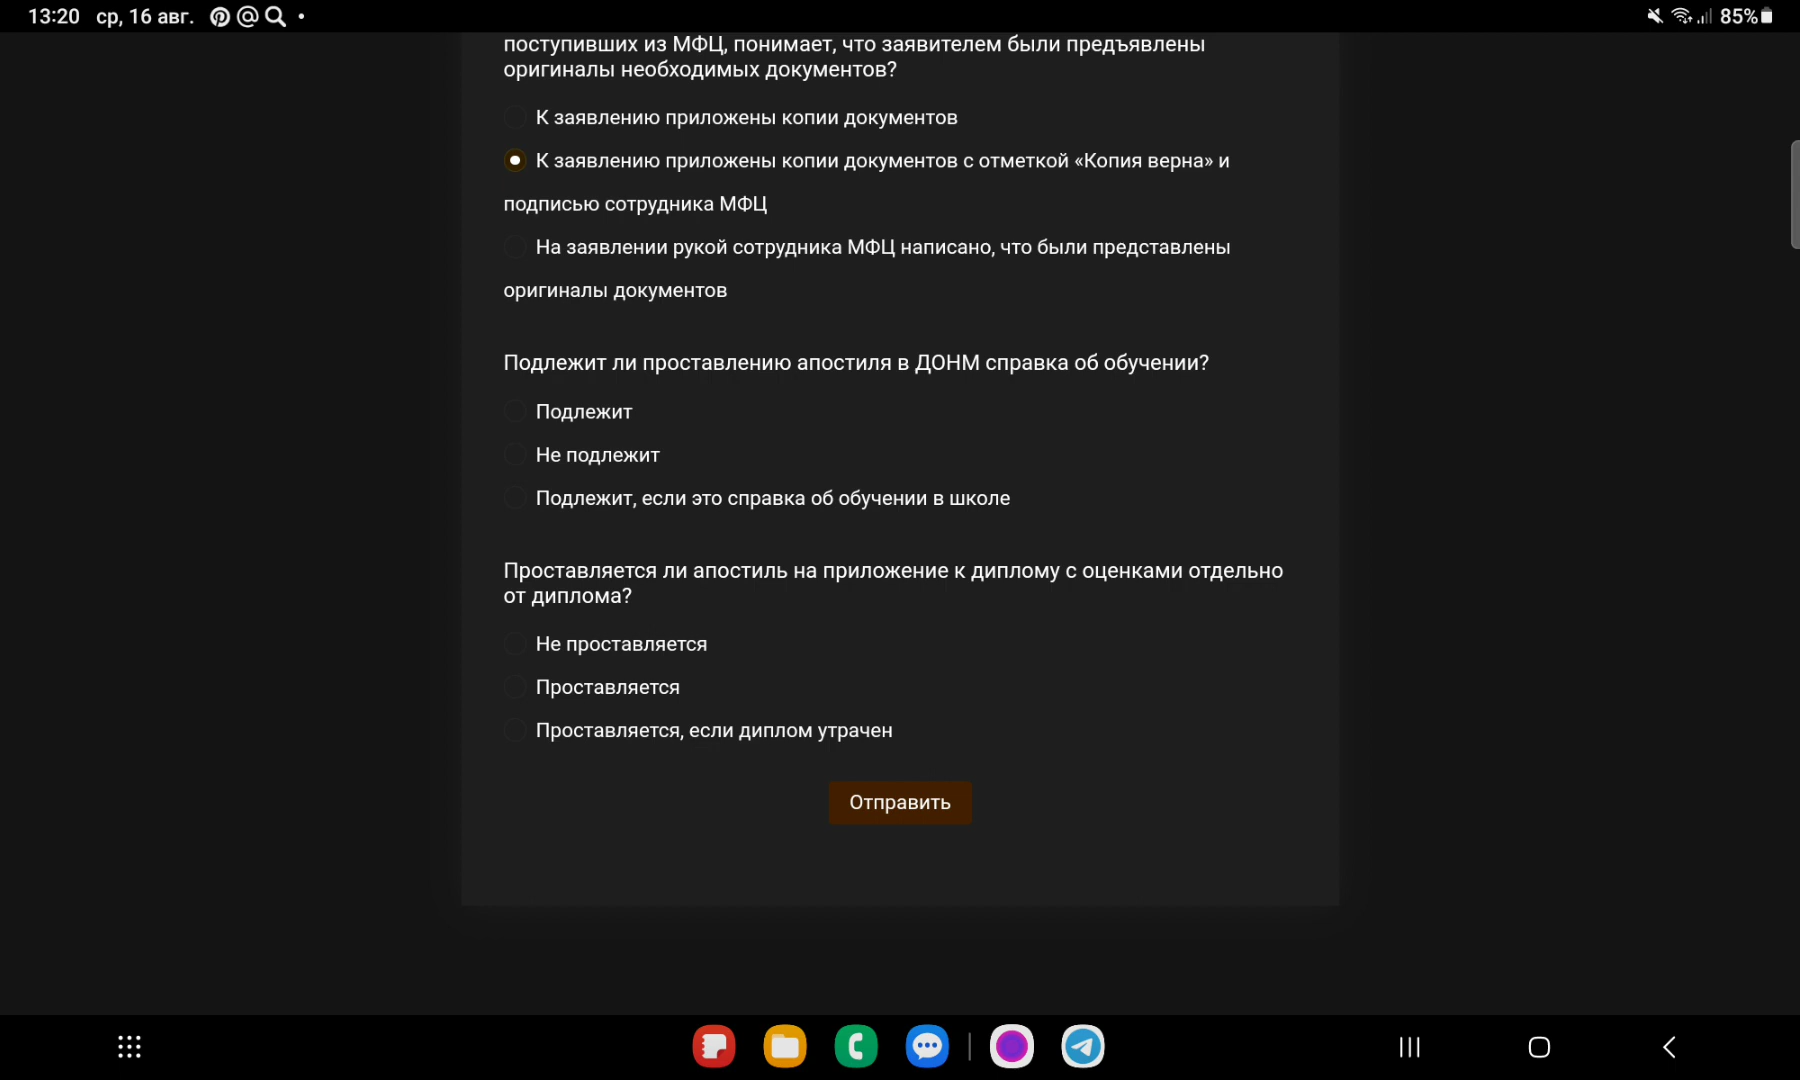 13:20 ср, 16 авг.
85%
поступивших из МФЦ, понимает, что заявителем были предъявлены
оригиналы необходимых документов?
К заявлению приложены копии документов
К заявлению приложены копии документов с отметкой «Копия верна» и
подписью сотрудника МФЦ
На заявлении рукой сотрудника МФЦ написано, что были представлены
оригиналы документов
Подлежит ли проставлению апостиля в ДОНМ справка об обучении?
Подлежит
Не подлежит
Подлежит, если это справка об обучении в школе
Проставляется ли апостиль на приложение к диплому с оценками отдельно
от диплома?
Не проставляется
Проставляется
Проставляется, если диплом утрачен
Отправить